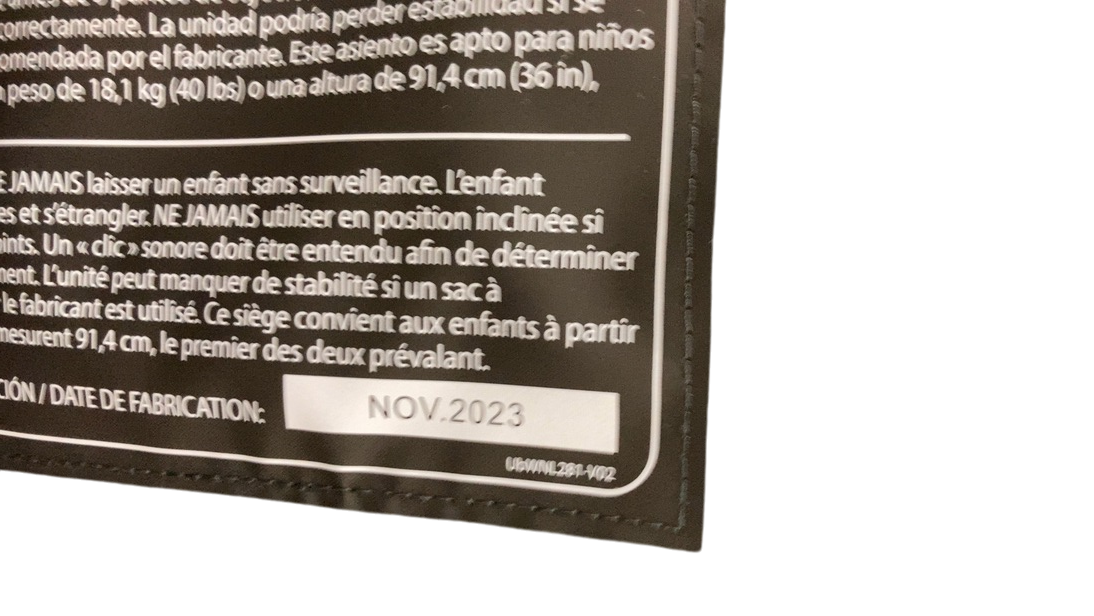 correctamente. La unidad podría perder estabilidad si se
omendada por el fabricante. Este asiento es apto para niños
peso de 18,1 kg (40 lbs) o una altura de 91,4 cm (36 in),
E JAMAIS laisser un enfant sans surveillance. L'enfant
es et s'étrangler. NE JAMAIS utiliser en position inclinée si
oints. Un « clic » sonore doit être entendu afin de déterminer
ment. L'unité peut manquer de stabilité si un sac à
le fabricant est utilisé. Ce siège convient aux enfants à partir
mesurent 91,4 cm, le premier des deux prévalant.
CIÓN / DATE DE FABRICATION: NOV.2023